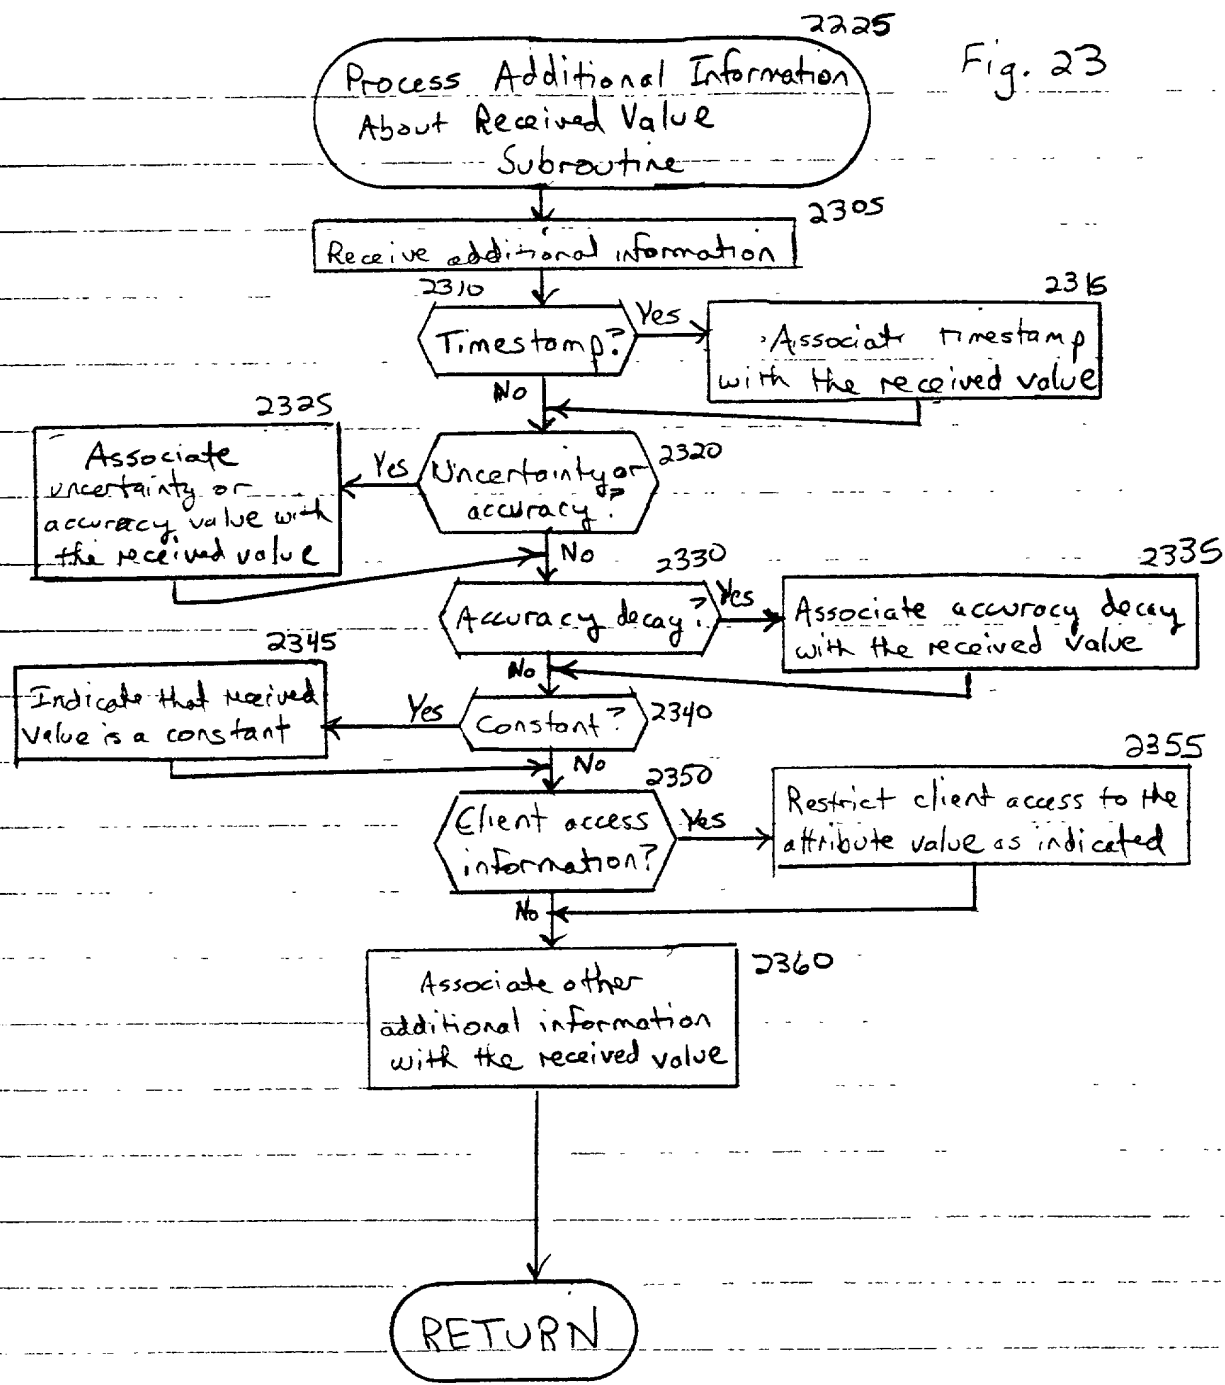 2225
Fig. 23
Process Additional Information
About Received Value
Subroutine
2305
Receive additional information
2310
Timestamp?
Yes
2315
Associate timestamp
with the received value
No
2325
Associate
uncertainty or
accuracy value with
the received value
Yes
Uncertainty or
accuracy?
2320
No
2330
Accuracy decay?
Yes
2335
Associate accuracy decay
with the received value
No
2345
Indicate that received
value is a constant
Yes
Constant?
2340
No
2350
Client access
information?
Yes
2355
Restrict client access to the
attribute value as indicated
No
2360
Associate other
additional information
with the received value
RETURN